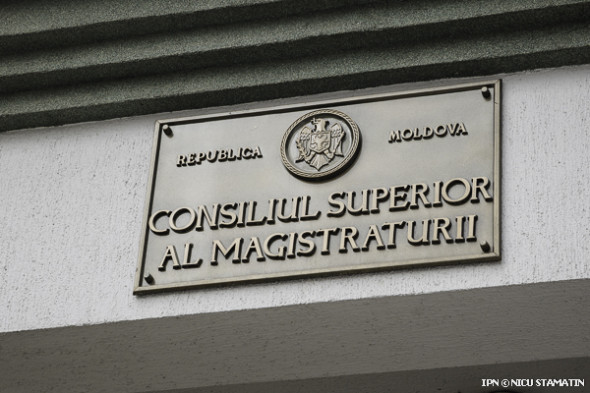 REPUBLICA MOLDOVA
CONSILIUL SUPERIOR
AL MAGISTRATURII
IPN © NICU STAMATIN